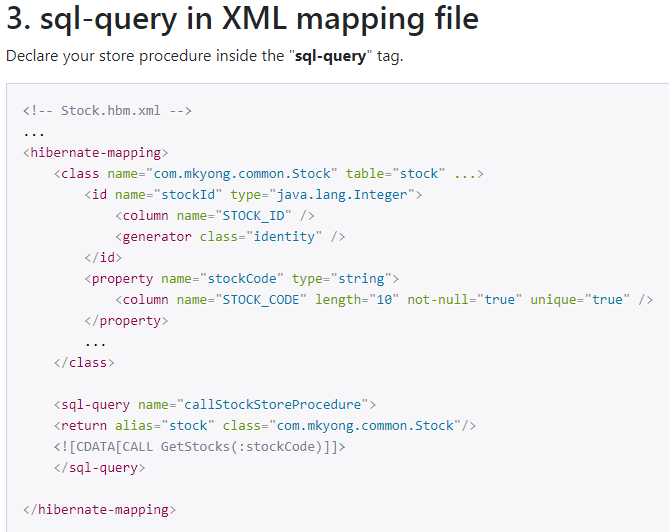 3. sql-query in XML mapping file
Declare your store procedure inside the "sql-query" tag.
<!-- Stock.hbm.xml -->
...
<hibernate-mapping>
    <class name="com.mkyong.common.Stock" table="stock" ...>
        <id name="stockId" type="java.lang.Integer">
            <column name="STOCK_ID" />
            <generator class="identity" />
        </id>
        <property name="stockCode" type="string">
            <column name="STOCK_CODE" length="10" not-null="true" unique="true" />
        </property>
        ...
    </class>

    <sql-query name="callStockStoreProcedure">
    <return alias="stock" class="com.mkyong.common.Stock"/>
    <![CDATA[CALL GetStocks(:stockCode)]]>
    </sql-query>

</hibernate-mapping>